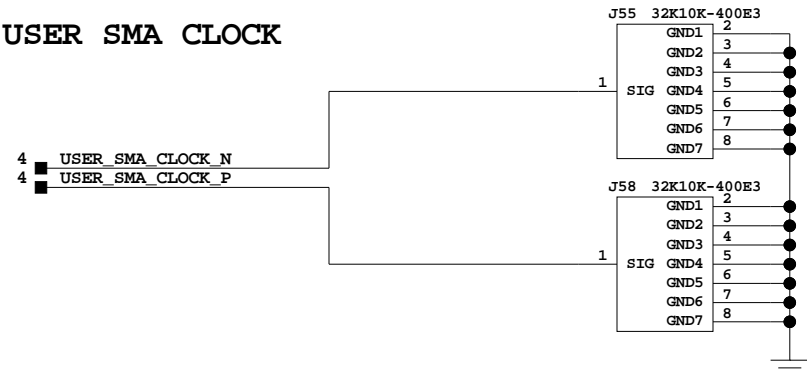 USER SMA CLOCK
J55 32K10K-400E3
GND1 2
GND2 3
GND3 4
1 SIG GND4 5
GND5 6
GND6 7
GND7 8
4 USER_SMA_CLOCK_N
4 USER_SMA_CLOCK_P
J58 32K10K-400E3
GND1 2
GND2 3
GND3 4
1 SIG GND4 5
GND5 6
GND6 7
GND7 8